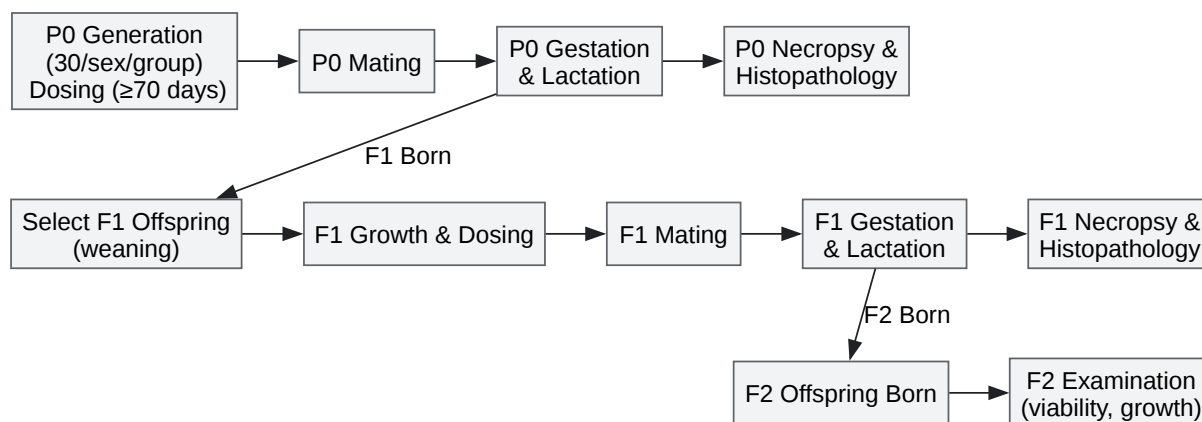 P0 Generation
(30/sex/group)
Dosing (≥70 days)
P0 Mating
P0 Gestation
& Lactation
P0 Necropsy &
Histopathology
F1 Born
Select F1 Offspring
(weaning)
F1 Growth & Dosing
F1 Mating
F1 Gestation
& Lactation
F1 Necropsy &
Histopathology
F2 Born
F2 Offspring Born
F2 Examination
(viability, growth)